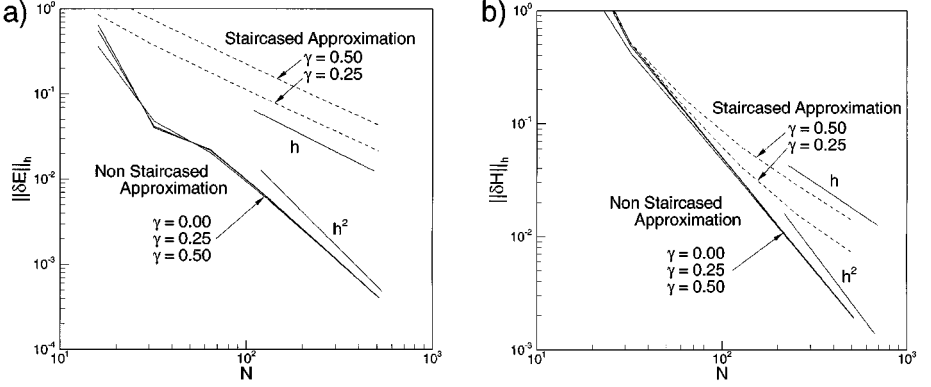 a)
10⁰
Staircased Approximation
γ = 0.50
γ = 0.25
10⁻¹
h
||δE||ₕ
10⁻²
Non Staircased
Approximation
h²
γ = 0.00
γ = 0.25
γ = 0.50
10⁻³
10⁻⁴
10¹
10²
10³
N
b)
10⁰
10⁻¹
Staircased Approximation
γ = 0.50
γ = 0.25
h
||δH||ₕ
Non Staircased
Approximation
10⁻²
γ = 0.00
γ = 0.25
γ = 0.50
h²
10⁻³
10¹
10²
10³
N